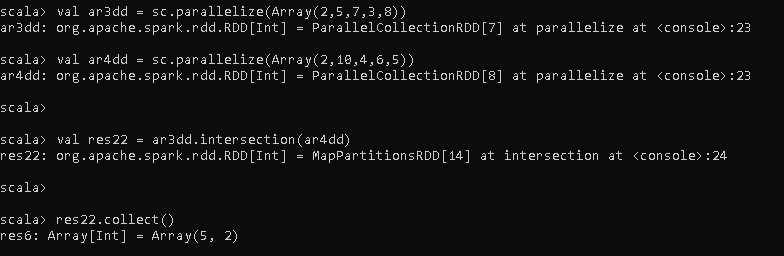 scala> val ar3dd = sc.parallelize(Array(2,5,7,3,8))
ar3dd: org.apache.spark.rdd.RDD[Int] = ParallelCollectionRDD[7] at parallelize at <console>:23
scala> val ar4dd = sc.parallelize(Array(2,10,4,6,5))
ar4dd: org.apache.spark.rdd.RDD[Int] = ParallelCollectionRDD[8] at parallelize at <console>:23
scala>
scala> val res22 = ar3dd.intersection(ar4dd)
res22: org.apache.spark.rdd.RDD[Int] = MapPartitionsRDD[14] at intersection at <console>:24
scala>
scala> res22.collect()
res6: Array[Int] = Array(5, 2)